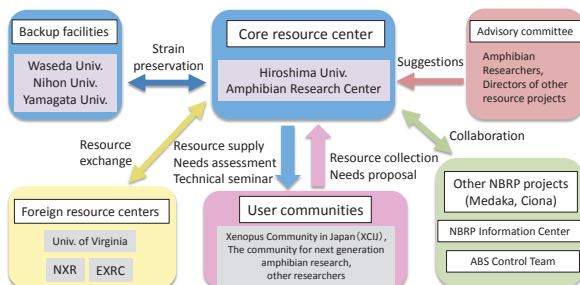 Backup facilities
Waseda Univ.
Nihon Univ.
Yamagata Univ.
Strain
preservation
Core resource center
Hiroshima Univ.
Amphibian Research Center
Suggestions
Advisory committee
Amphibian
Researchers,
Directors of other
resource projects
Resource
exchange
Resource supply
Needs assessment
Technical seminar
Resource collection
Needs proposal
Collaboration
Foreign resource centers
Univ. of Virginia
NXR
EXRC
User communities
Xenopus Community in Japan(XCIJ),
The community for next generation
amphibian research,
other researchers
Other NBRP projects
(Medaka, Ciona)
NBRP Information Center
ABS Control Team